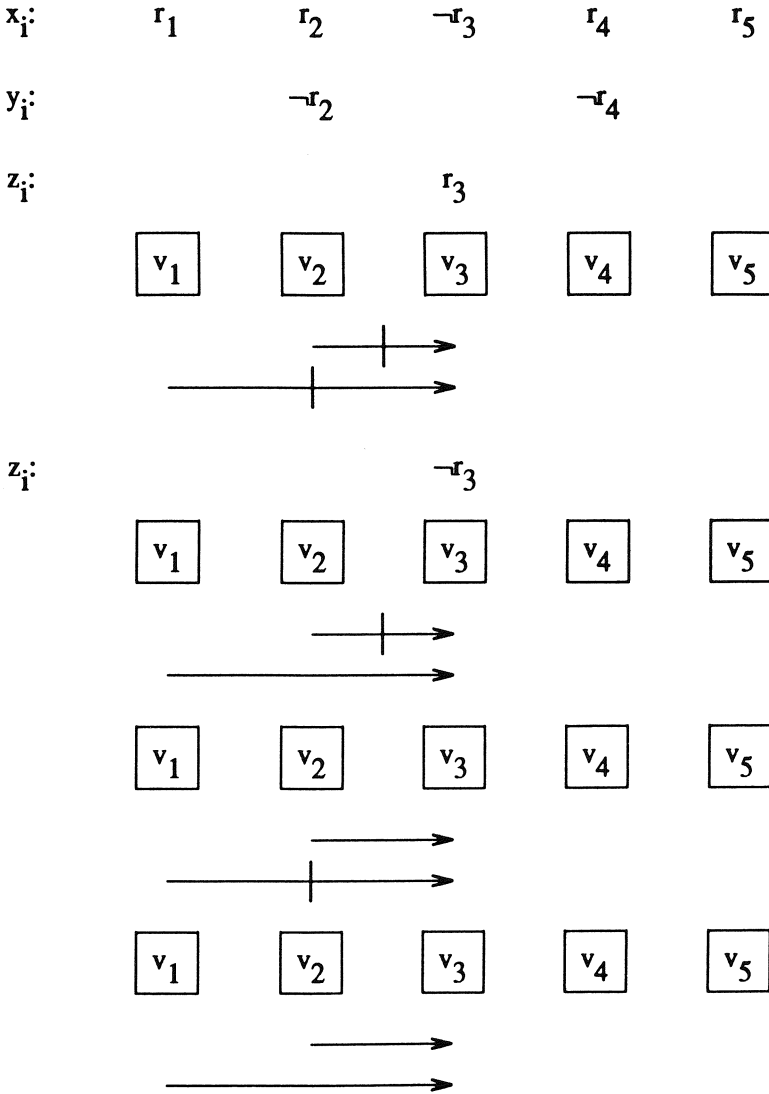 xᵢ: r₁ r₂ ¬r₃ r₄ r₅
yᵢ: ¬r₂ ¬r₄
zᵢ: r₃
v₁ v₂ v₃ v₄ v₅
zᵢ: ¬r₃
v₁ v₂ v₃ v₄ v₅
v₁ v₂ v₃ v₄ v₅
v₁ v₂ v₃ v₄ v₅